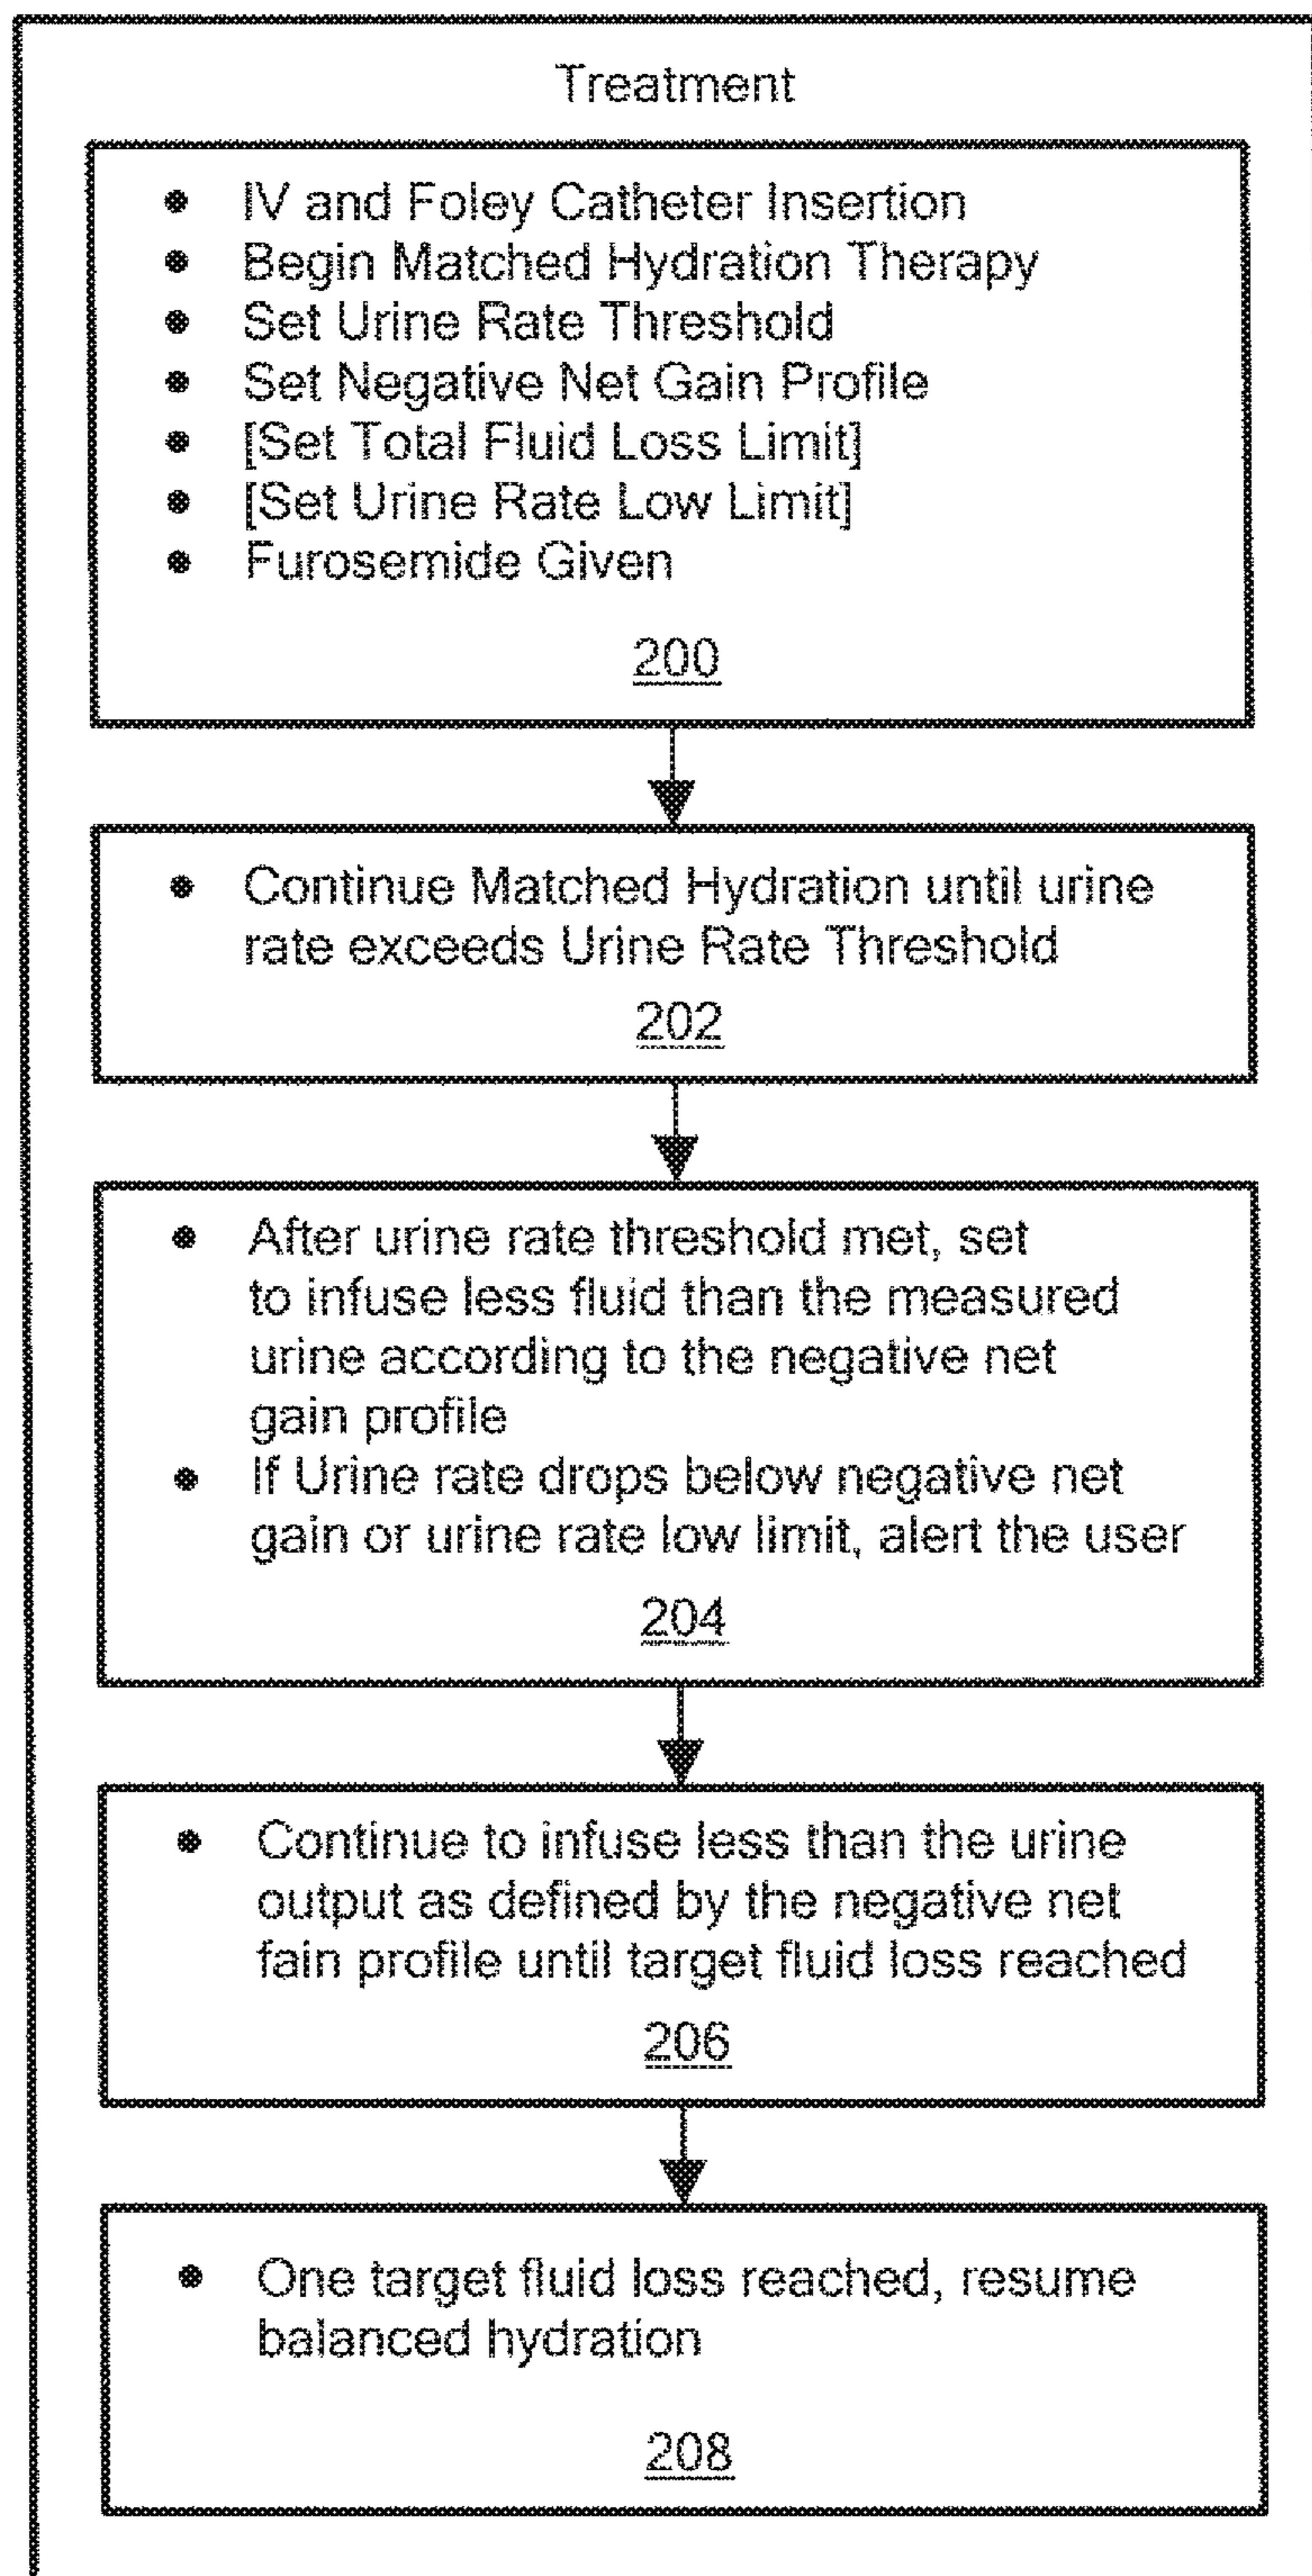 Treatment
● IV and Foley Catheter Insertion
● Begin Matched Hydration Therapy
● Set Urine Rate Threshold
● Set Negative Net Gain Profile
● [Set Total Fluid Loss Limit]
● [Set Urine Rate Low Limit]
● Furosemide Given
200
● Continue Matched Hydration until urine
rate exceeds Urine Rate Threshold
202
● After urine rate threshold met, set
to infuse less fluid than the measured
urine according to the negative net
gain profile
● If Urine rate drops below negative net
gain or urine rate low limit, alert the user
204
● Continue to infuse less than the urine
output as defined by the negative net
fain profile until target fluid loss reached
206
● One target fluid loss reached, resume
balanced hydration
208